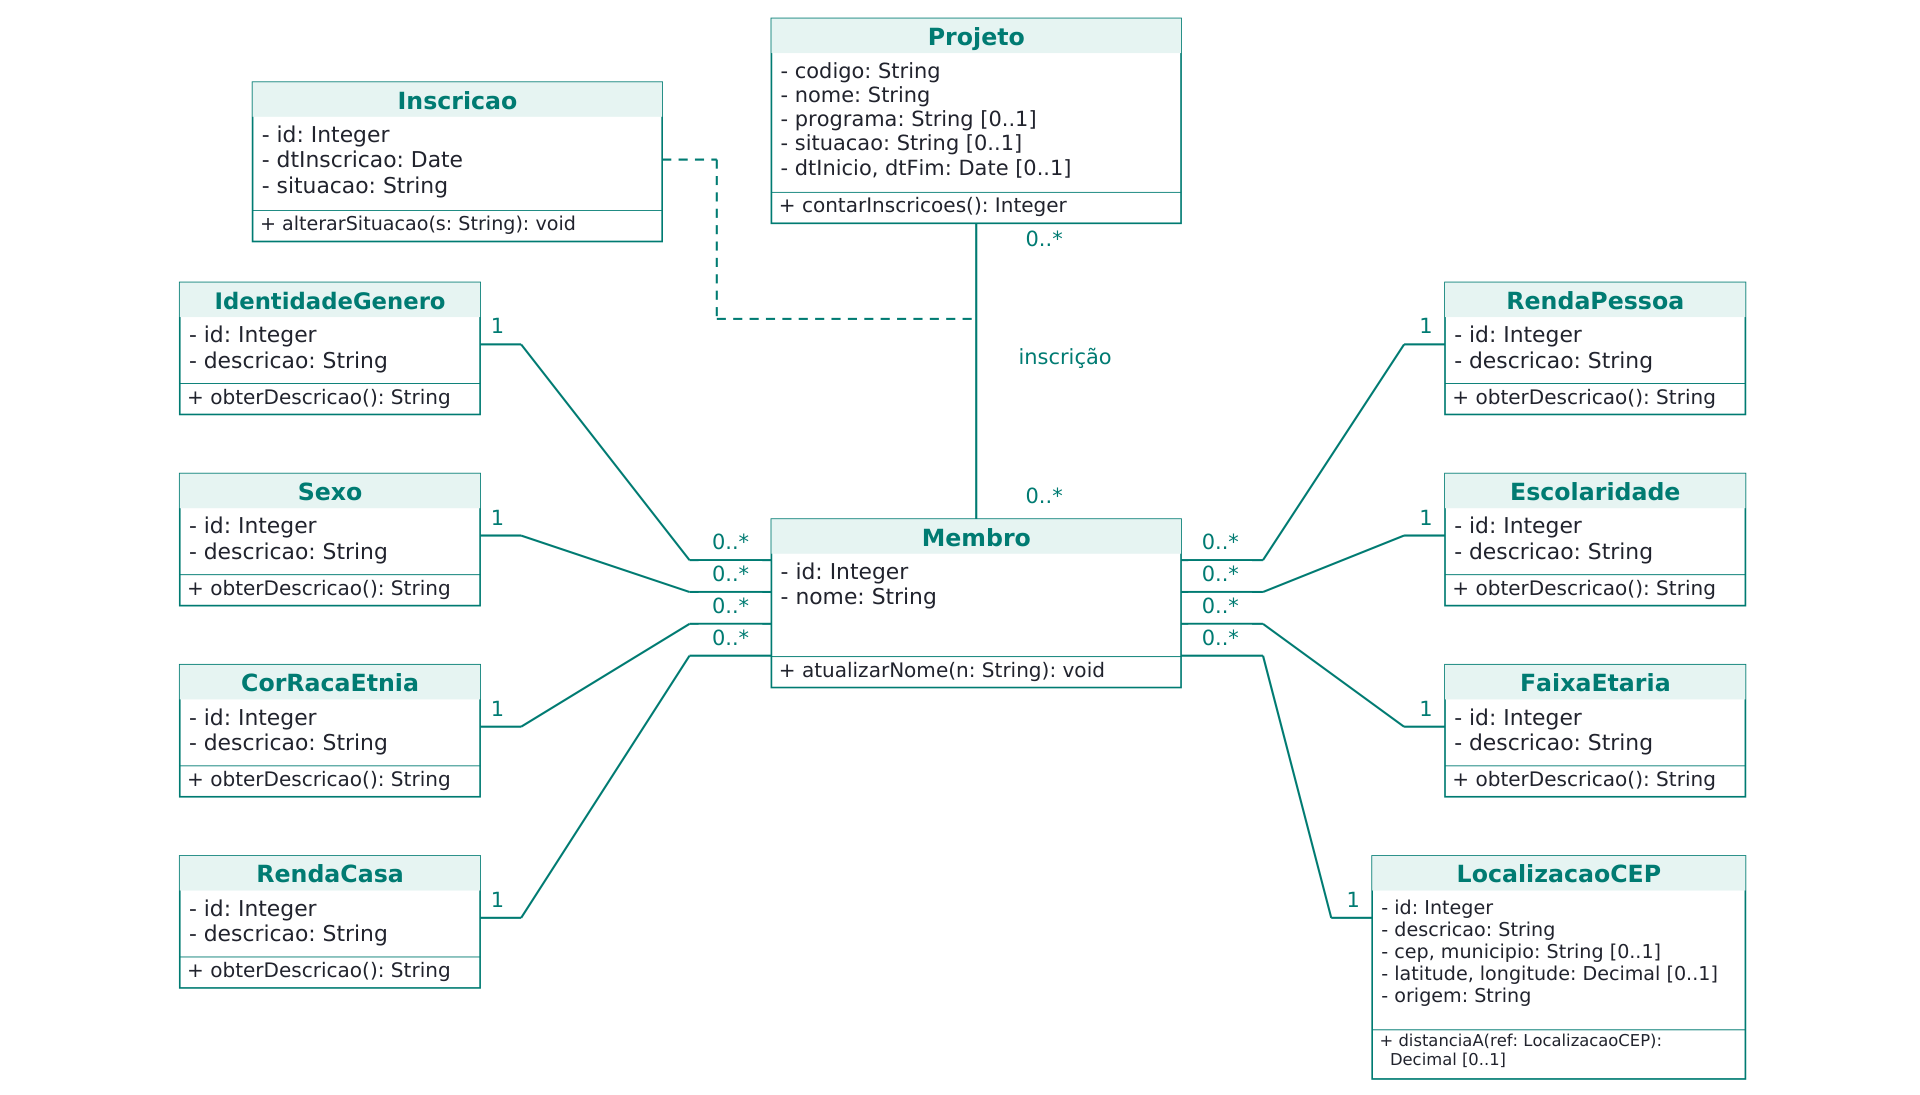 Projeto
- codigo: String
- nome: String
- programa: String [0..1]
- situacao: String [0..1]
- dtInicio, dtFim: Date [0..1]
+ contarInscricoes(): Integer
0..*
inscrição
0..*
Inscricao
- id: Integer
- dtInscricao: Date
- situacao: String
+ alterarSituacao(s: String): void
IdentidadeGenero
- id: Integer
- descricao: String
+ obterDescricao(): String
1
Sexo
- id: Integer
- descricao: String
+ obterDescricao(): String
1
CorRacaEtnia
- id: Integer
- descricao: String
+ obterDescricao(): String
1
RendaCasa
- id: Integer
- descricao: String
+ obterDescricao(): String
1
0..*
0..*
0..*
0..*
Membro
- id: Integer
- nome: String
+ atualizarNome(n: String): void
0..*
0..*
0..*
0..*
1
RendaPessoa
- id: Integer
- descricao: String
+ obterDescricao(): String
1
Escolaridade
- id: Integer
- descricao: String
+ obterDescricao(): String
1
FaixaEtaria
- id: Integer
- descricao: String
+ obterDescricao(): String
1
LocalizacaoCEP
- id: Integer
- descricao: String
- cep, municipio: String [0..1]
- latitude, longitude: Decimal [0..1]
- origem: String
+ distanciaA(ref: LocalizacaoCEP):
Decimal [0..1]